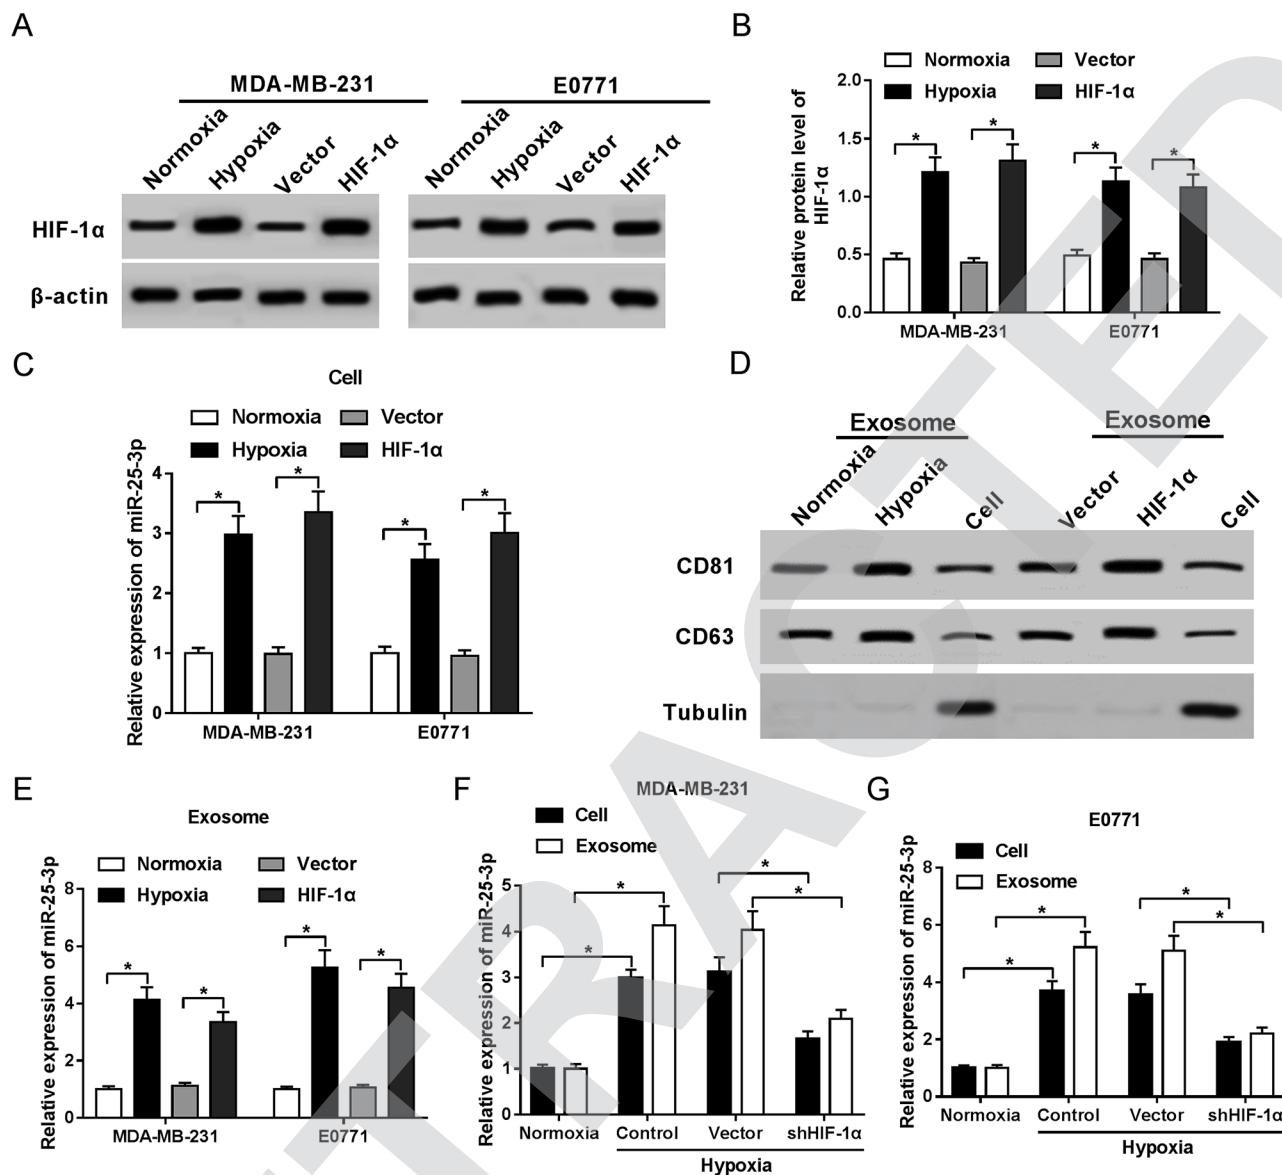 A
MDA-MB-231
E0771
Normoxia
Hypoxia
Vector
HIF-1α
Normoxia
Hypoxia
Vector
HIF-1α
HIF-1α
β-actin
B
Normoxia
Vector
Hypoxia
HIF-1α
Relative protein level of
HIF-1α
2.0
1.5
1.0
0.5
0.0
*
*
*
*
MDA-MB-231
E0771
C
Cell
Normoxia
Vector
Hypoxia
HIF-1α
Relative expression of miR-25-3p
4
3
2
1
0
*
*
*
*
MDA-MB-231
E0771
D
Exosome
Exosome
Normoxia
Hypoxia
Cell
Vector
HIF-1α
Cell
CD81
CD63
Tubulin
E
Exosome
Normoxia
Vector
Hypoxia
HIF-1α
Relative expression of miR-25-3p
8
6
4
2
0
*
*
*
*
MDA-MB-231
E0771
F
MDA-MB-231
Cell
Exosome
Relative expression of miR-25-3p
5
4
3
2
1
0
*
*
*
*
Normoxia
Control
Vector
shHIF-1α
Hypoxia
G
E0771
Cell
Exosome
Relative expression of miR-25-3p
8
6
4
2
0
*
*
*
*
Normoxia
Control
Vector
shHIF-1α
Hypoxia